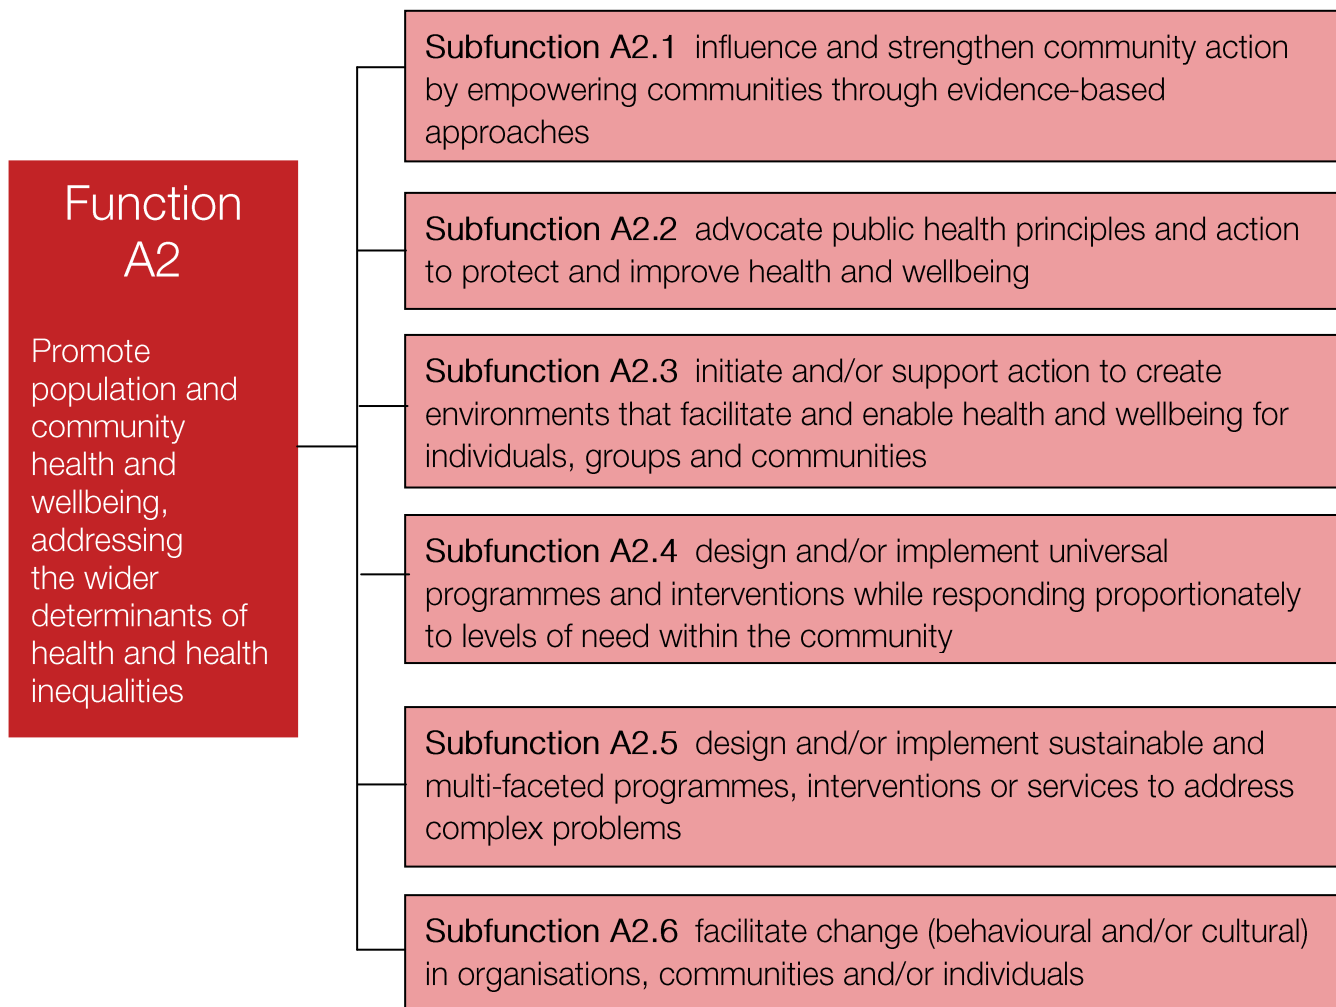 Function
A2
Promote
population and
community
health and
wellbeing,
addressing
the wider
determinants of
health and health
inequalities
Subfunction A2.1 influence and strengthen community action
by empowering communities through evidence-based
approaches
Subfunction A2.2 advocate public health principles and action
to protect and improve health and wellbeing
Subfunction A2.3 initiate and/or support action to create
environments that facilitate and enable health and wellbeing for
individuals, groups and communities
Subfunction A2.4 design and/or implement universal
programmes and interventions while responding proportionately
to levels of need within the community
Subfunction A2.5 design and/or implement sustainable and
multi-faceted programmes, interventions or services to address
complex problems
Subfunction A2.6 facilitate change (behavioural and/or cultural)
in organisations, communities and/or individuals